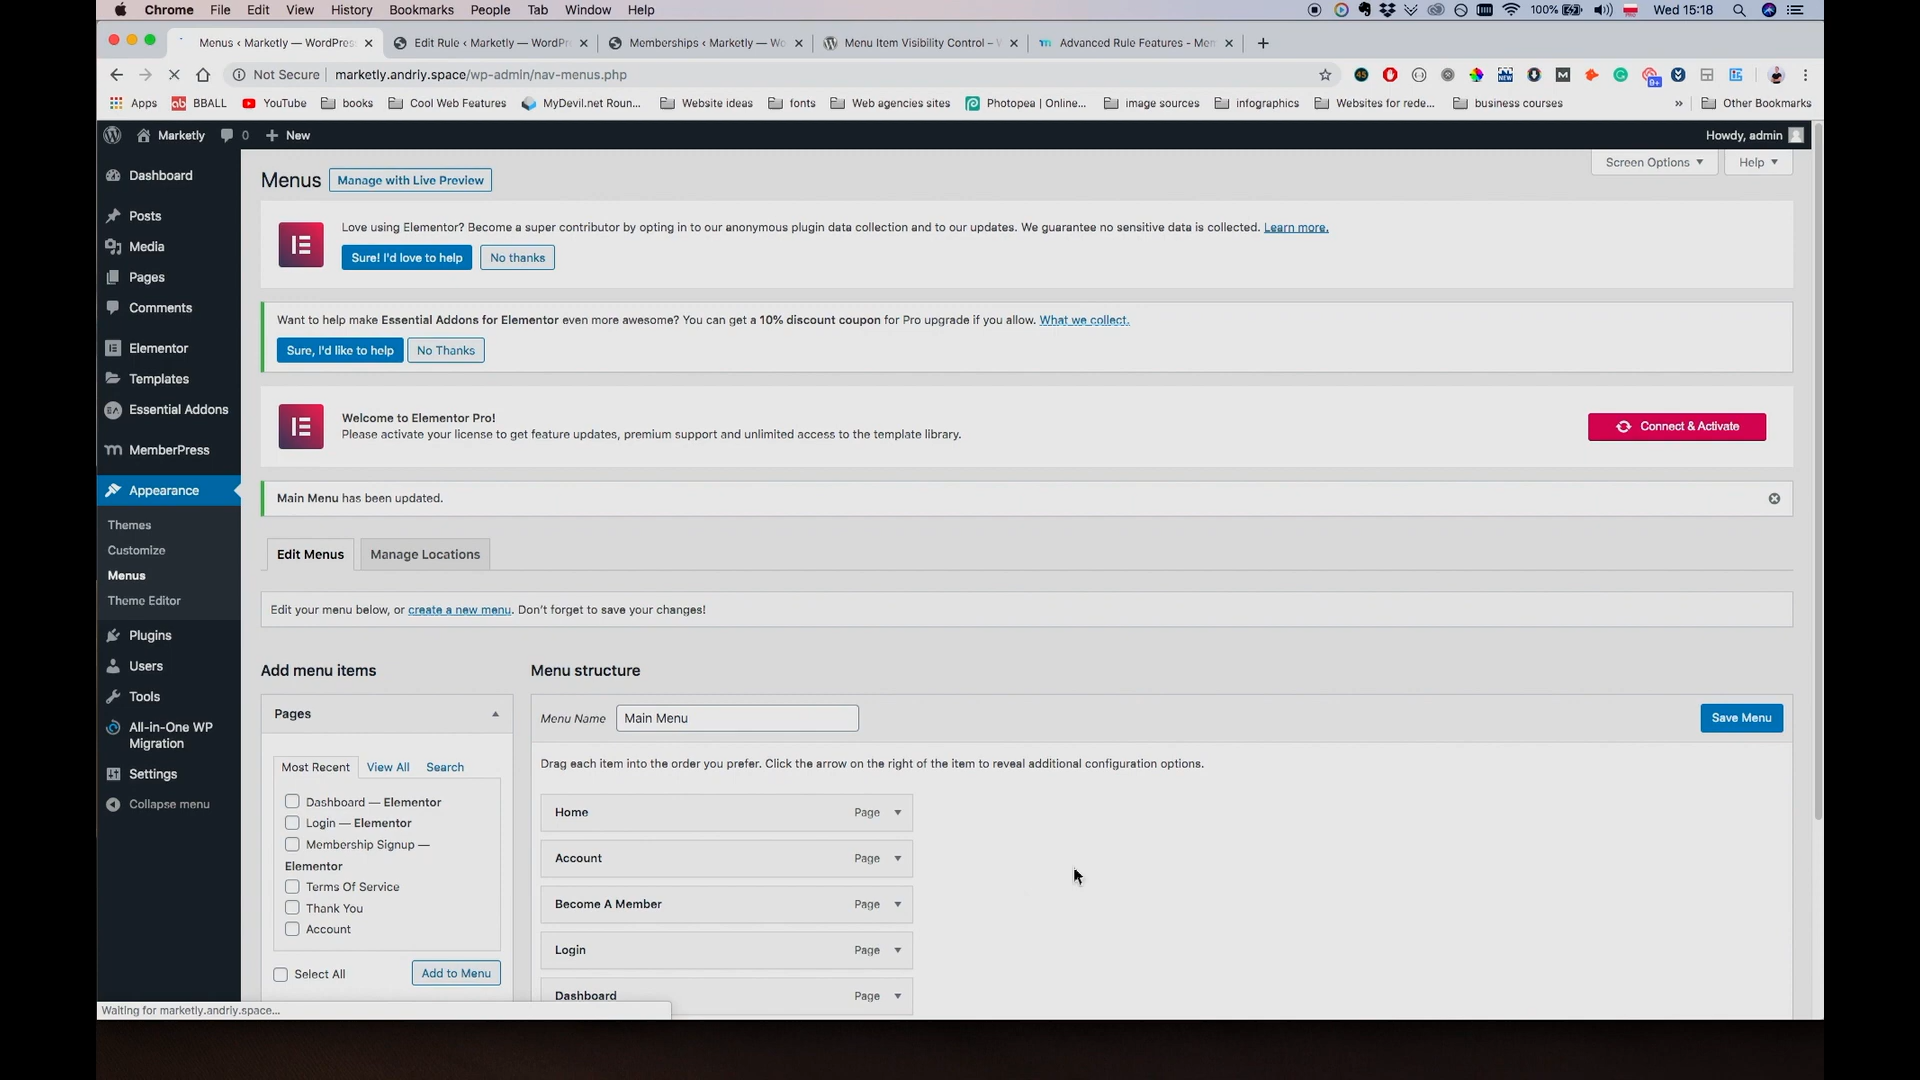 Chrome File Edit View History Bookmarks People Tab Window Help 100% Wed 15:18
Menus ‹ Marketly — WordPres
Edit Rule ‹ Marketly — WordPr
Memberships ‹ Marketly — Wo
Menu Item Visibility Control –
Advanced Rule Features - Mem
Not Secure marketly.andriy.space/wp-admin/nav-menus.php
Apps BBALL YouTube books Cool Web Features MyDevil.net Roun... Website ideas fonts Web agencies sites Photopea | Online... image sources infographics Websites for rede... business courses » Other Bookmarks
Marketly 0 New Howdy, admin
Dashboard
Posts
Media
Pages
Comments
Elementor
Templates
Essential Addons
MemberPress
Appearance
Themes
Customize
Menus
Theme Editor
Plugins
Users
Tools
All-in-One WP
Migration
Settings
Collapse menu
Screen Options Help
Menus Manage with Live Preview
Love using Elementor? Become a super contributor by opting in to our anonymous plugin data collection and to our updates. We guarantee no sensitive data is collected. Learn more.
Sure! I'd love to help No thanks
Want to help make Essential Addons for Elementor even more awesome? You can get a 10% discount coupon for Pro upgrade if you allow. What we collect.
Sure, I'd like to help No Thanks
Welcome to Elementor Pro!
Please activate your license to get feature updates, premium support and unlimited access to the template library.
Connect & Activate
Main Menu has been updated.
Edit Menus Manage Locations
Edit your menu below, or create a new menu. Don't forget to save your changes!
Add menu items
Pages
Most Recent View All Search
Dashboard — Elementor
Login — Elementor
Membership Signup —
Elementor
Terms Of Service
Thank You
Account
Select All Add to Menu
Menu structure
Menu Name Main Menu Save Menu
Drag each item into the order you prefer. Click the arrow on the right of the item to reveal additional configuration options.
Home Page
Account Page
Become A Member Page
Login Page
Dashboard Page
Waiting for marketly.andriy.space...